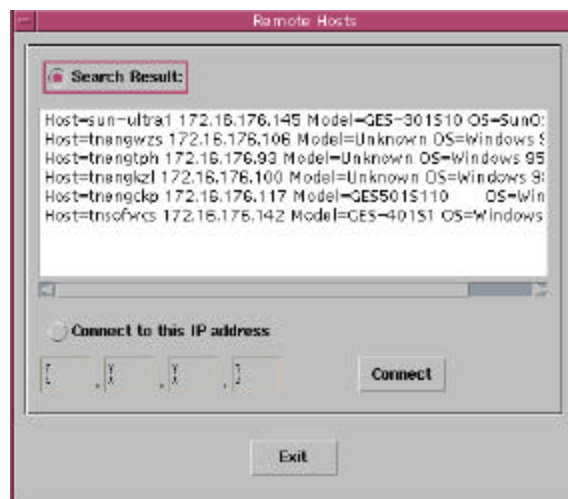 Remote Hosts
Search Result:
Host=sun-ultra1 172.16.176.145 Model=GES-301S10 OS=SunO:
Host=tnengwzs 172.16.176.106 Model=Unknown OS=Windows 9
Host=tnengtph 172.16.176.93 Model=Unknown OS=Windows 95
Host=tnengkzl 172.16.176.100 Model=Unknown OS=Windows 9
Host=tnengckp 172.16.176.117 Model=GES501S110 OS=Win
Host=tnsofwcs 172.16.176.142 Model=GES-401S1 OS=Windows
Connect to this IP address
. . .
Connect
Exit